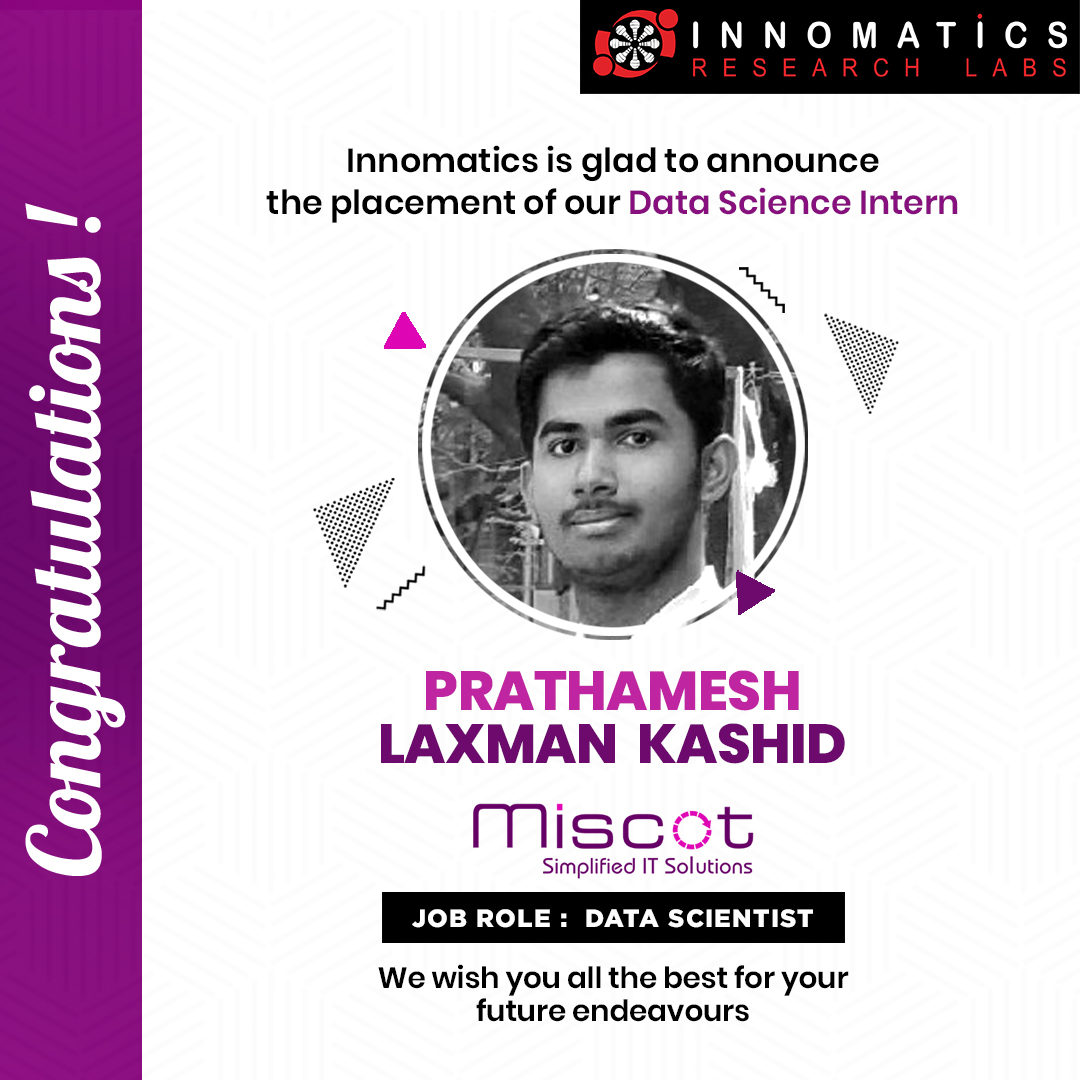 INNOMATICS
RESEARCH LABS
Congratulations !
Innomatics is glad to announce
the placement of our Data Science Intern
PRATHAMESH
LAXMAN KASHID
Miscot
Simplified IT Solutions
JOB ROLE : DATA SCIENTIST
We wish you all the best for your
future endeavours